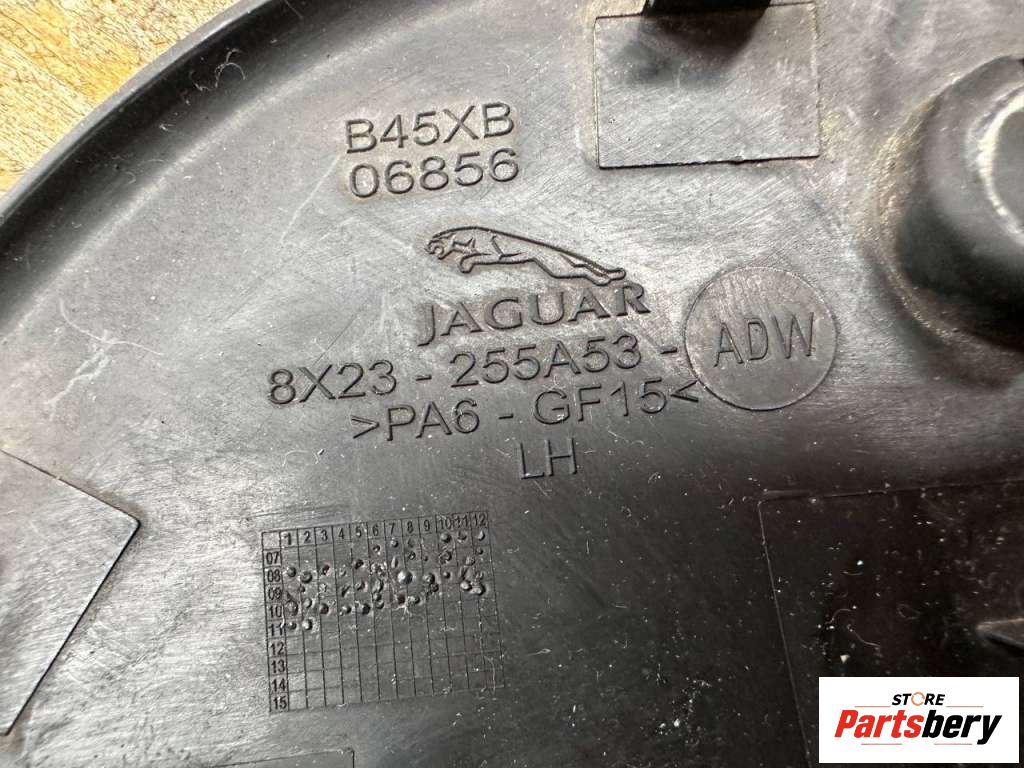 B45XB
06856
JAGUAR
8X23 - 255A53 - ADW
>PA6 - GF15<
LH
1 2 3 4 5 6 7 8 9 10 11 12
07
08
09
10
11
12
13
14
15
STORE
Partsbery